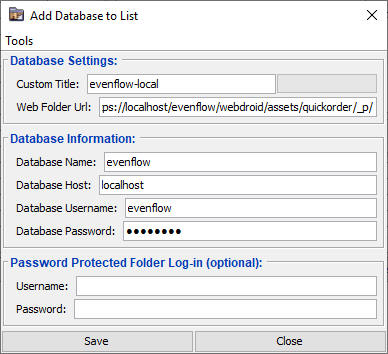 Add Database to List
Tools
Database Settings:
Custom Title: evenflow-local
Web Folder Url: ps://localhost/evenflow/webdroid/assets/quickorder/_p/
Database Information:
Database Name: evenflow
Database Host: localhost
Database Username: evenflow
Database Password: ●●●●●●●●
Password Protected Folder Log-in (optional):
Username:
Password:
Save Close